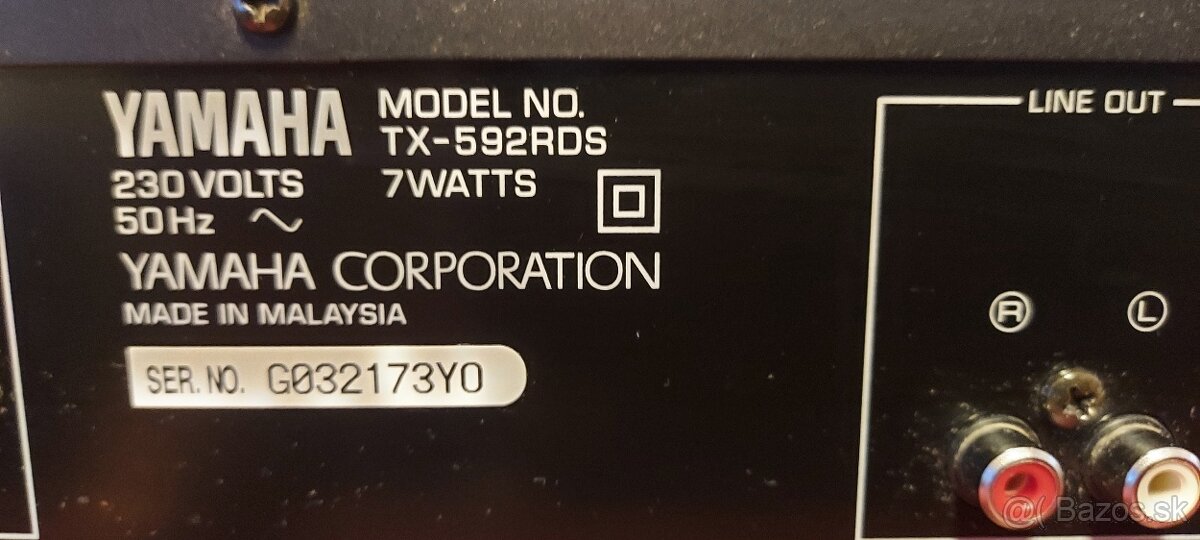 YAMAHA
MODEL NO.
TX-592RDS
230 VOLTS 7WATTS
50Hz
YAMAHA CORPORATION
MADE IN MALAYSIA
SER. NO. G032173Y0
LINE OUT
R L
@( Bazos.sk